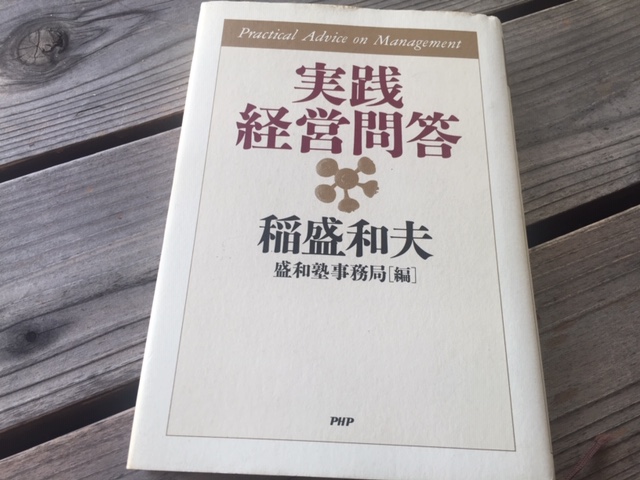 Practical Advice on Management
実践
経営問答
稲盛和夫
盛和塾事務局[編]
PHP